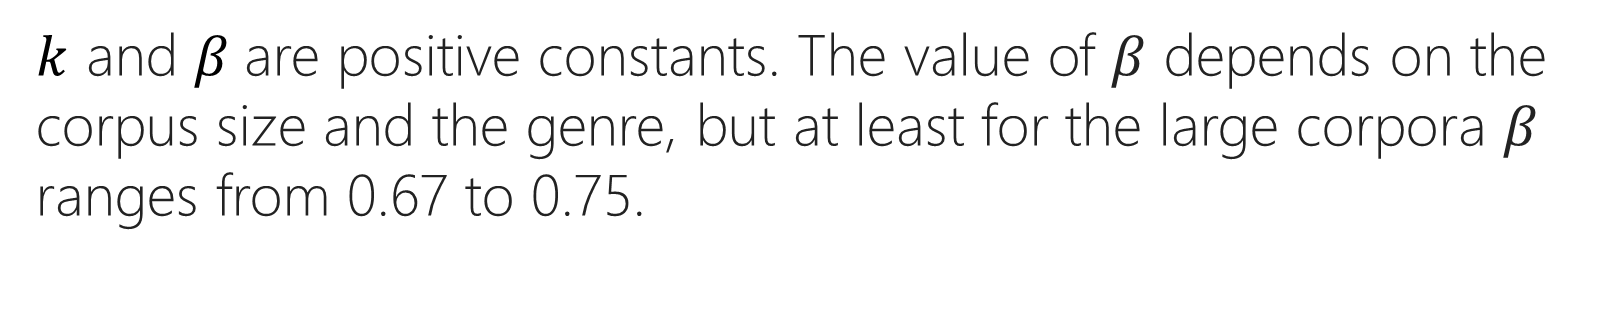 k and β are positive constants. The value of β depends on the
corpus size and the genre, but at least for the large corpora β
ranges from 0.67 to 0.75.